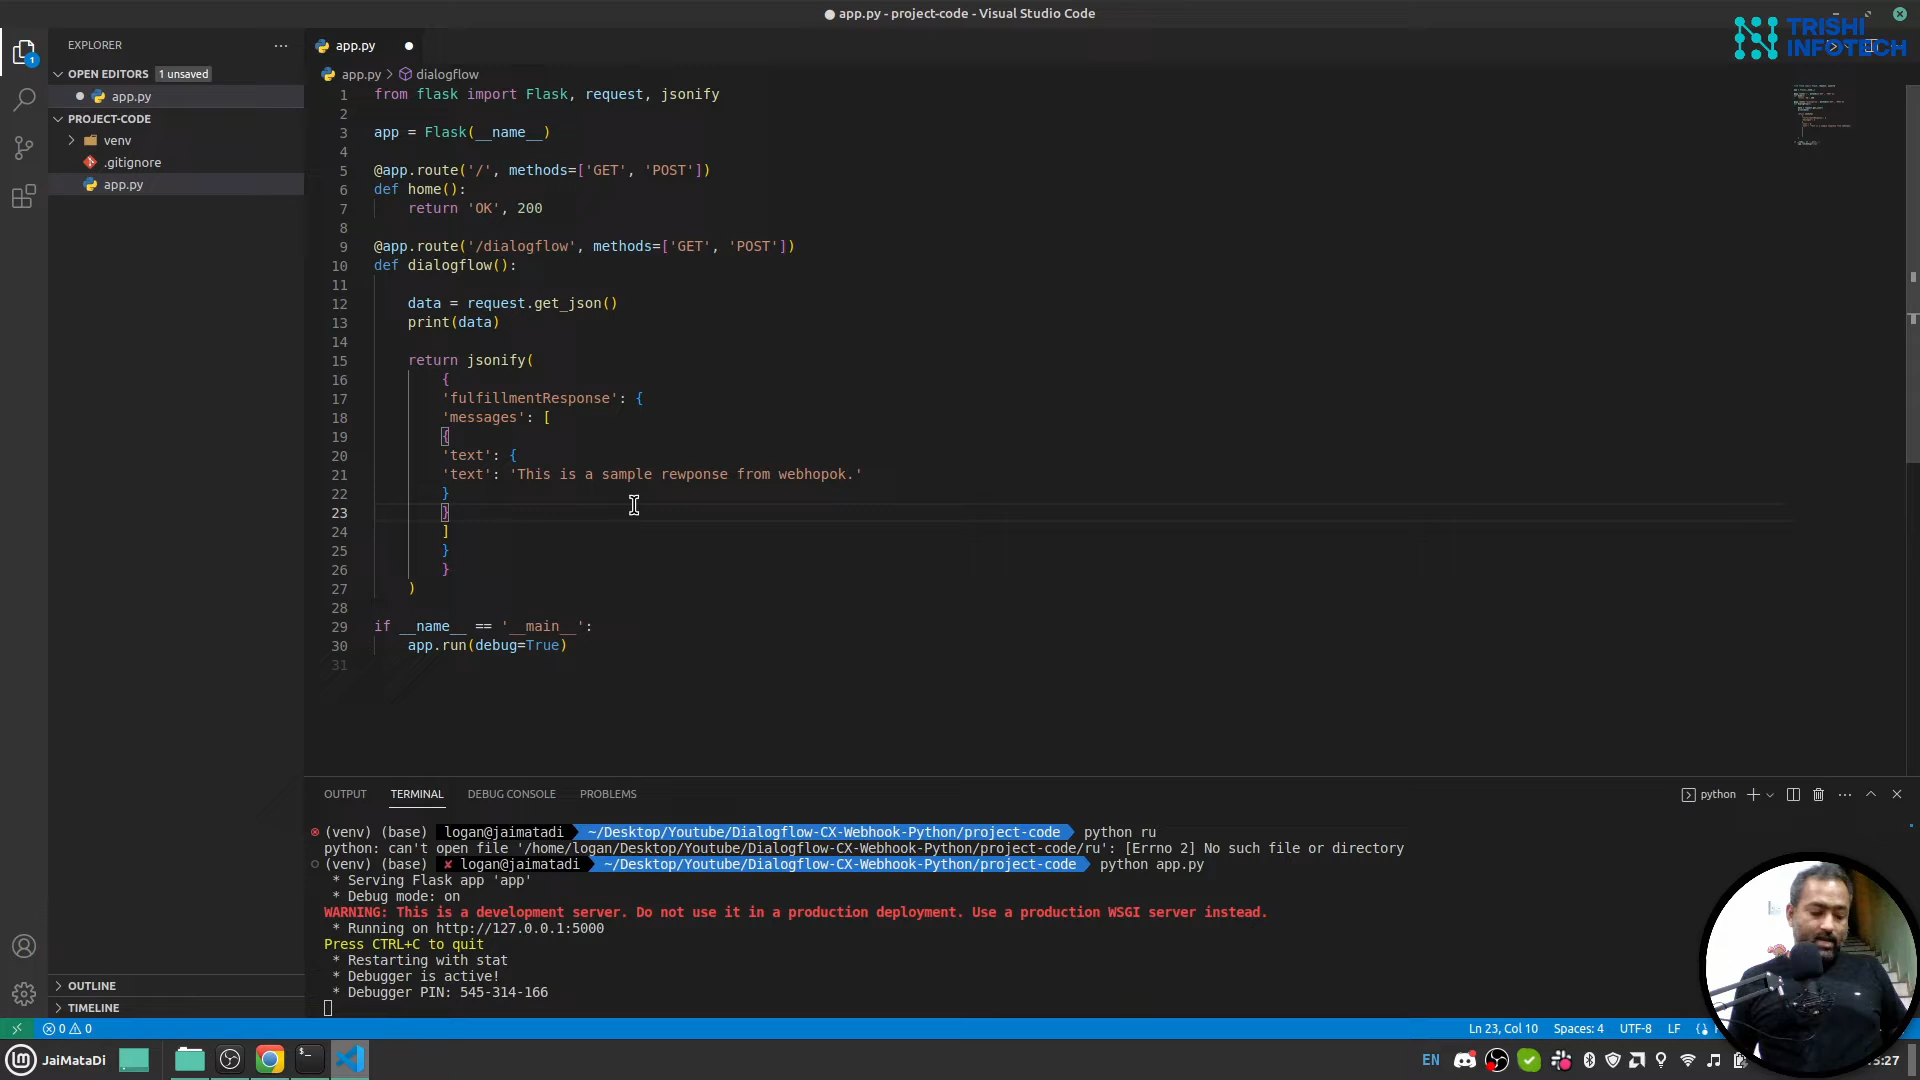 app.py - project-code - Visual Studio Code
TRISHI
INFOTECH
EXPLORER
OPEN EDITORS 1 unsaved
app.py
PROJECT-CODE
venv
.gitignore
app.py
OUTLINE
TIMELINE
app.py
app.py > dialogflow
1 from flask import Flask, request, jsonify
2
3 app = Flask(__name__)
4
5 @app.route('/', methods=['GET', 'POST'])
6 def home():
7 return 'OK', 200
8
9 @app.route('/dialogflow', methods=['GET', 'POST'])
10 def dialogflow():
11
12 data = request.get_json()
13 print(data)
14
15 return jsonify(
16 {
17 'fulfillmentResponse': {
18 'messages': [
19 {
20 'text': {
21 'text': 'This is a sample rewponse from webhopok.'
22 }
23 }
24 ]
25 }
26 }
27 )
28
29 if __name__ == '__main__':
30 app.run(debug=True)
31
OUTPUT TERMINAL DEBUG CONSOLE PROBLEMS
python
(venv) (base) logan@jaimatadi ~/Desktop/Youtube/Dialogflow-CX-Webhook-Python/project-code python ru
python: can't open file '/home/logan/Desktop/Youtube/Dialogflow-CX-Webhook-Python/project-code/ru': [Errno 2] No such file or directory
(venv) (base) ✘ logan@jaimatadi ~/Desktop/Youtube/Dialogflow-CX-Webhook-Python/project-code python app.py
* Serving Flask app 'app'
* Debug mode: on
WARNING: This is a development server. Do not use it in a production deployment. Use a production WSGI server instead.
* Running on http://127.0.0.1:5000
Press CTRL+C to quit
* Restarting with stat
* Debugger is active!
* Debugger PIN: 545-314-166
0 0 Ln 23, Col 10 Spaces: 4 UTF-8 LF
JaiMataDi EN